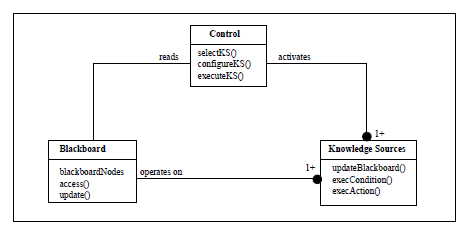 Control
selectKS()
configureKS()
executeKS()
reads
activates
1+
Blackboard
blackboardNodes
access()
update()
operates on
1+
Knowledge Sources
updateBlackboard()
execCondition()
execAction()